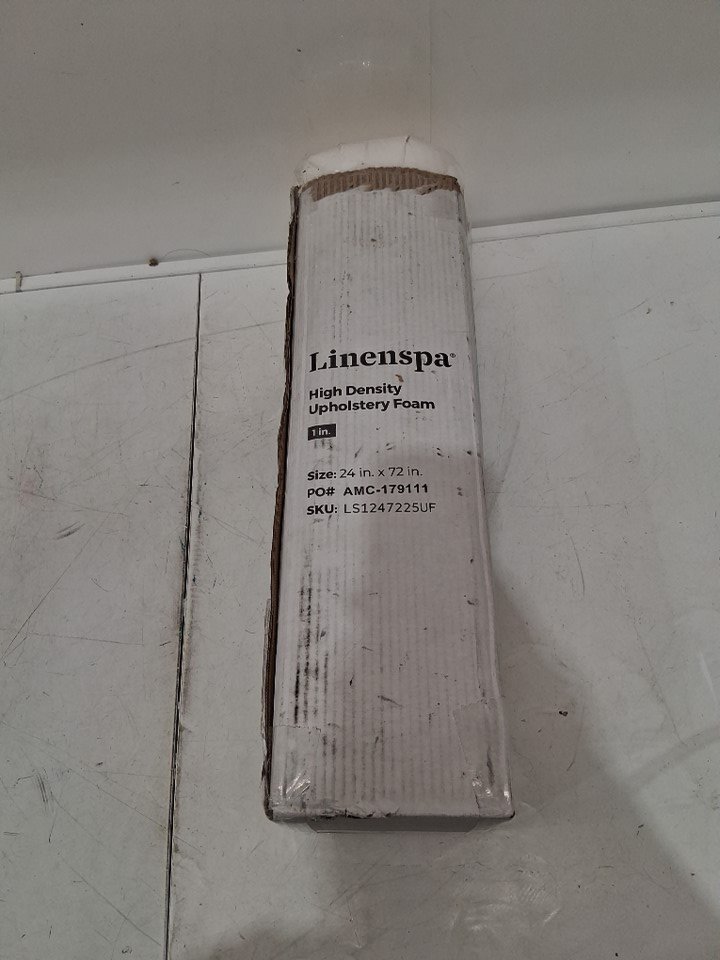 Linenspa®
High Density
Upholstery Foam
1 in.
Size: 24 in. x 72 in.
PO# AMC-179111
SKU: LS1247225UF